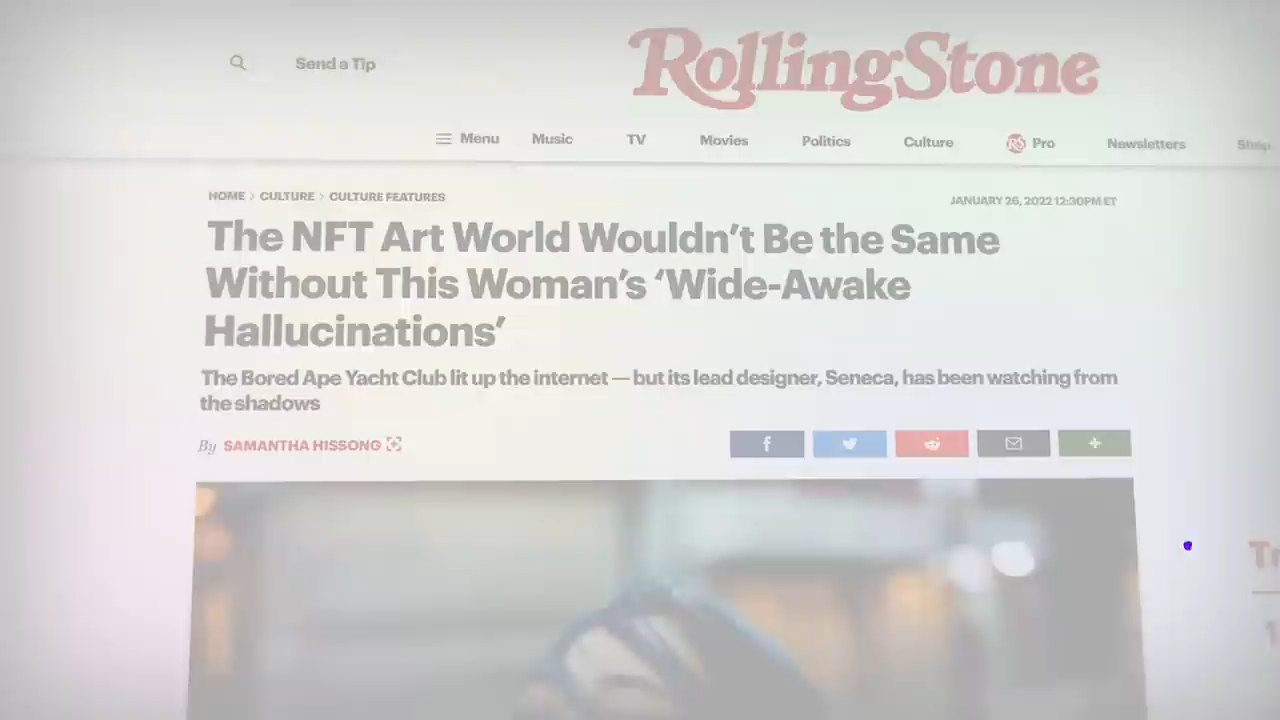 Send a Tip
RollingStone
Menu Music TV Movies Politics Culture RS Pro Newsletters Shop
HOME > CULTURE > CULTURE FEATURES
JANUARY 26, 2022 12:30PM ET
The NFT Art World Wouldn't Be the Same
Without This Woman's ‘Wide-Awake
Hallucinations’
The Bored Ape Yacht Club lit up the internet — but its lead designer, Seneca, has been watching from
the shadows
By SAMANTHA HISSONG